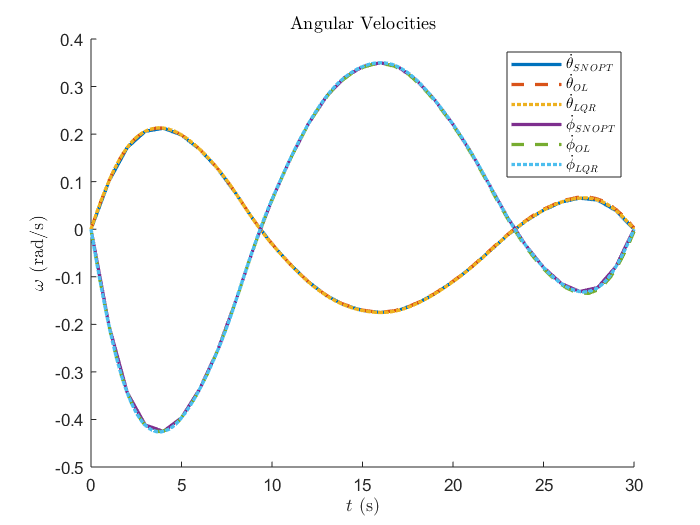 Angular Velocities
0.4
0.3
0.2
0.1
0
-0.1
-0.2
-0.3
-0.4
-0.5
ω (rad/s)
θ̇_SNOPT
θ̇_OL
θ̇_LQR
ϕ̇_SNOPT
ϕ̇_OL
ϕ̇_LQR
0 5 10 15 20 25 30
t (s)